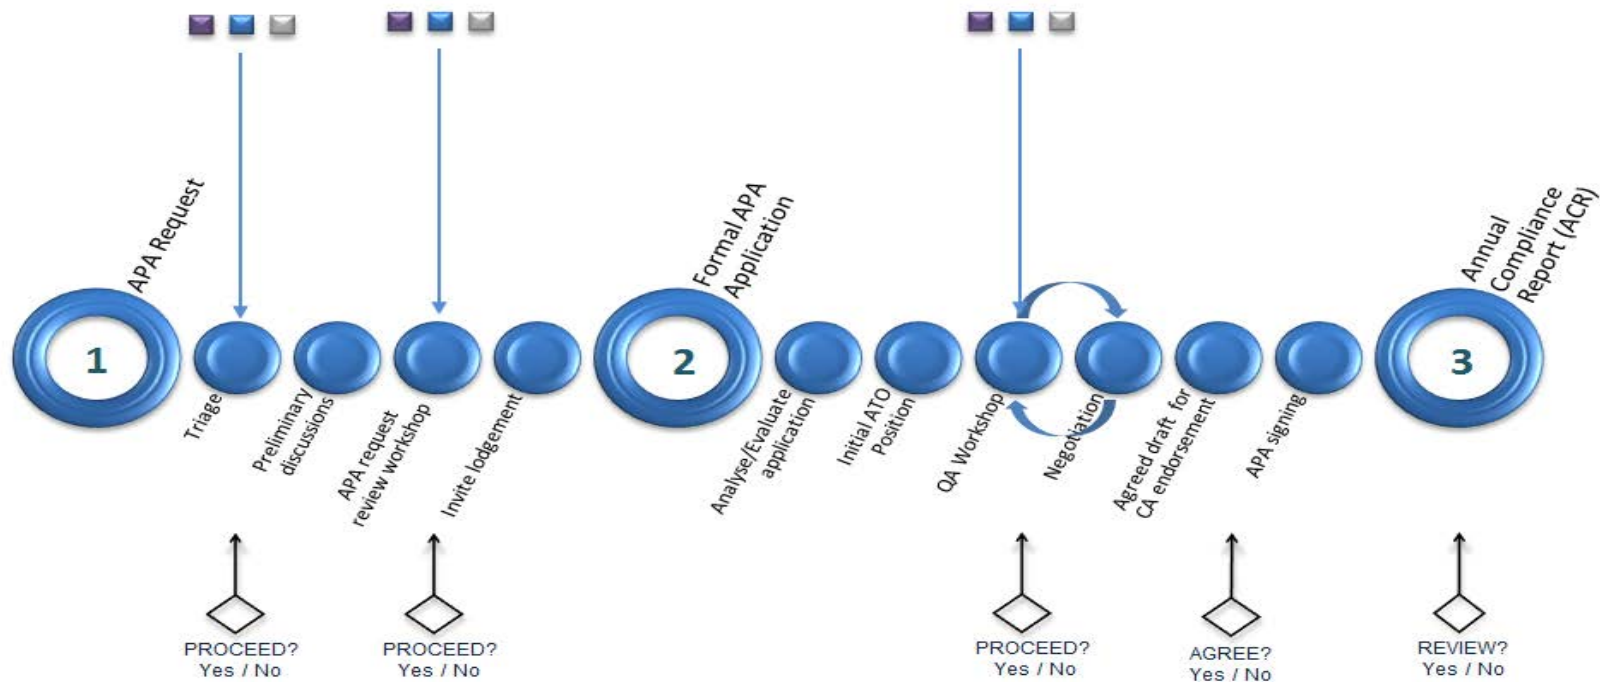 APA Request
Formal APA
Application
Annual
Compliance
Report (ACR)
1
2
3
Triage
Preliminary
discussions
APA request
review workshop
Invite lodgement
Analyse/Evaluate
application
Initial ATO
Position
QA Workshop
Negotiation
Agreed draft for
CA endorsement
APA signing
PROCEED?
Yes / No
PROCEED?
Yes / No
PROCEED?
Yes / No
AGREE?
Yes / No
REVIEW?
Yes / No